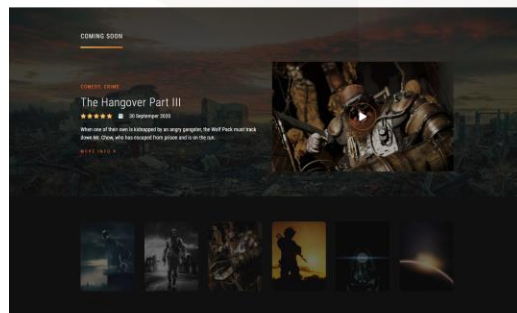 COMING SOON
COMEDY, CRIME
The Hangover Part III
30 September 2020
When one of their own is kidnapped by an angry gangster, the Wolf Pack must track
down Mr. Chow, who has escaped from prison and is on the run.
MORE INFO